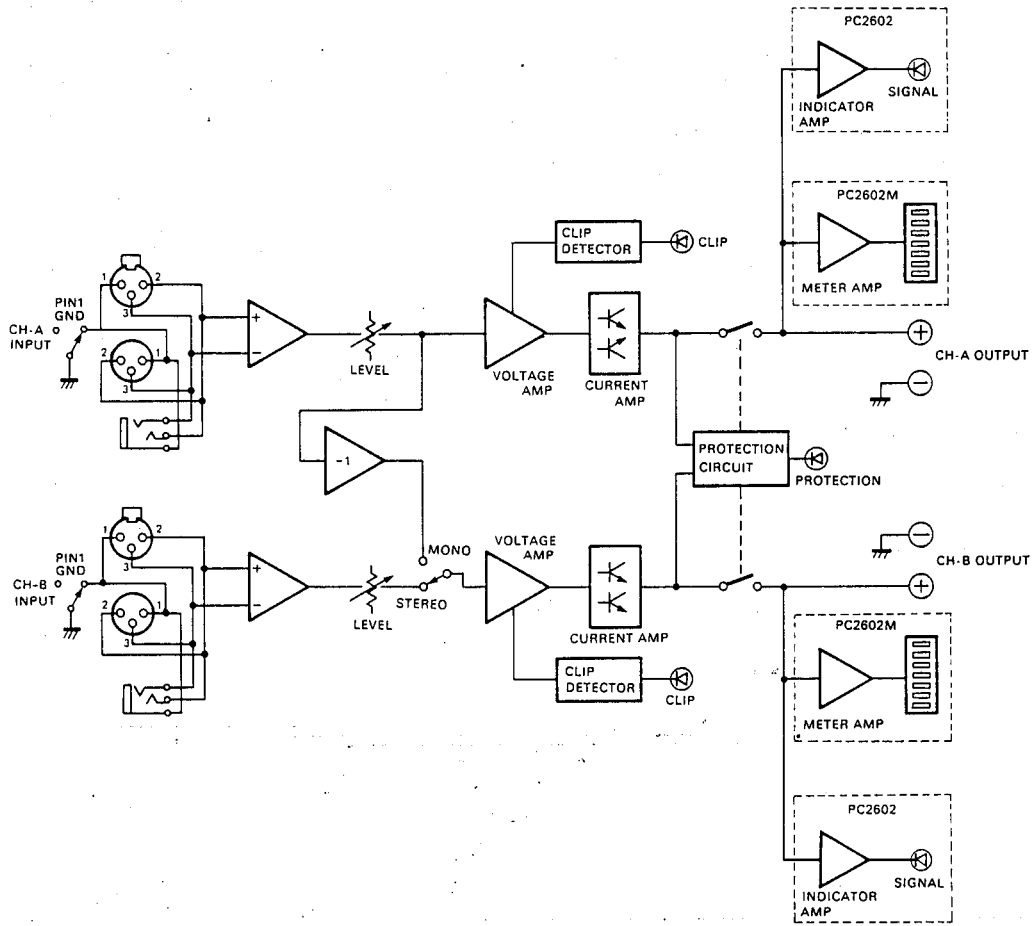 PC2602
INDICATOR
AMP
SIGNAL
PC2602M
METER AMP
CLIP
DETECTOR
CLIP
1
2
3
PIN1
GND
CH-A
INPUT
2
1
3
+
−
LEVEL
VOLTAGE
AMP
CURRENT
AMP
+
CH-A OUTPUT
−
-1
PROTECTION
CIRCUIT
PROTECTION
1
2
3
PIN1
GND
CH-B
INPUT
2
1
3
+
−
LEVEL
MONO
STEREO
VOLTAGE
AMP
CURRENT AMP
CLIP
DETECTOR
CLIP
−
CH-B OUTPUT
+
PC2602M
METER AMP
PC2602
INDICATOR
AMP
SIGNAL